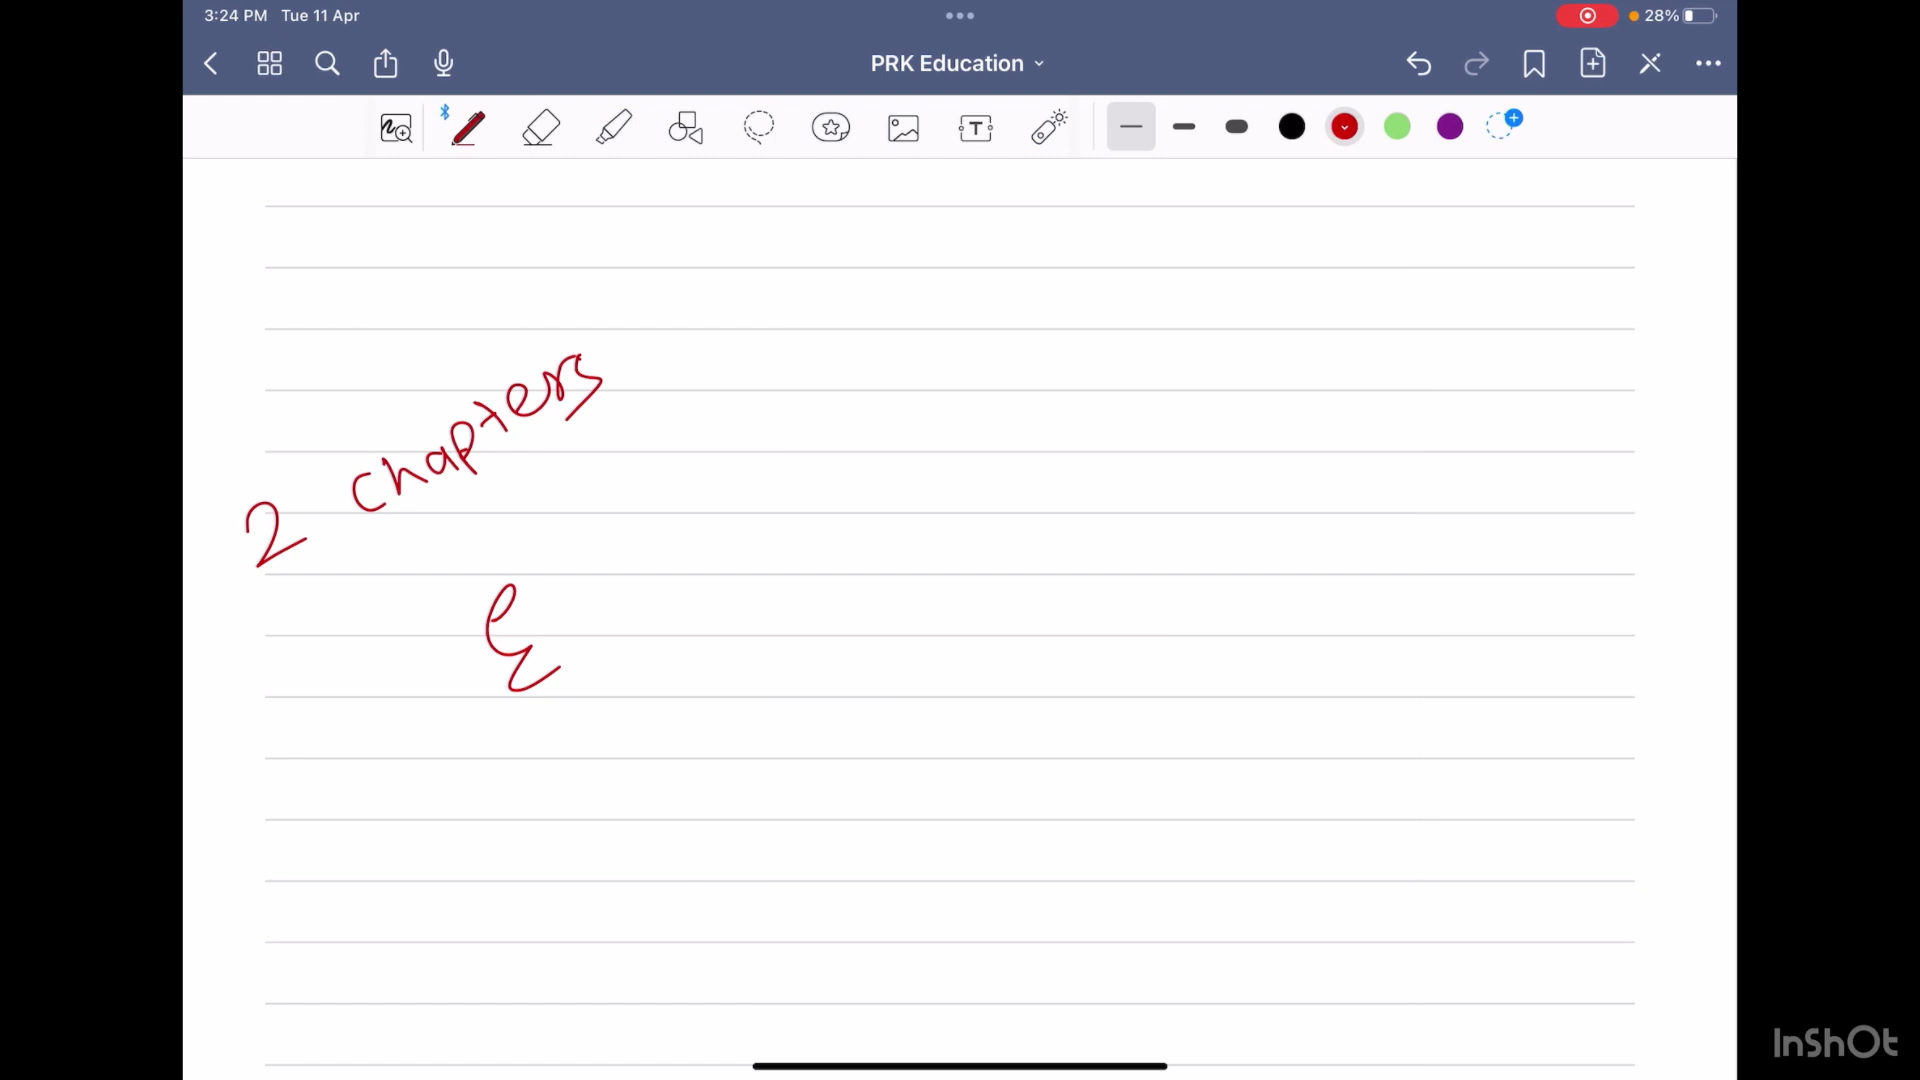 3:24 PM Tue 11 Apr
28%
PRK Education
T
2 chapters
InShOt